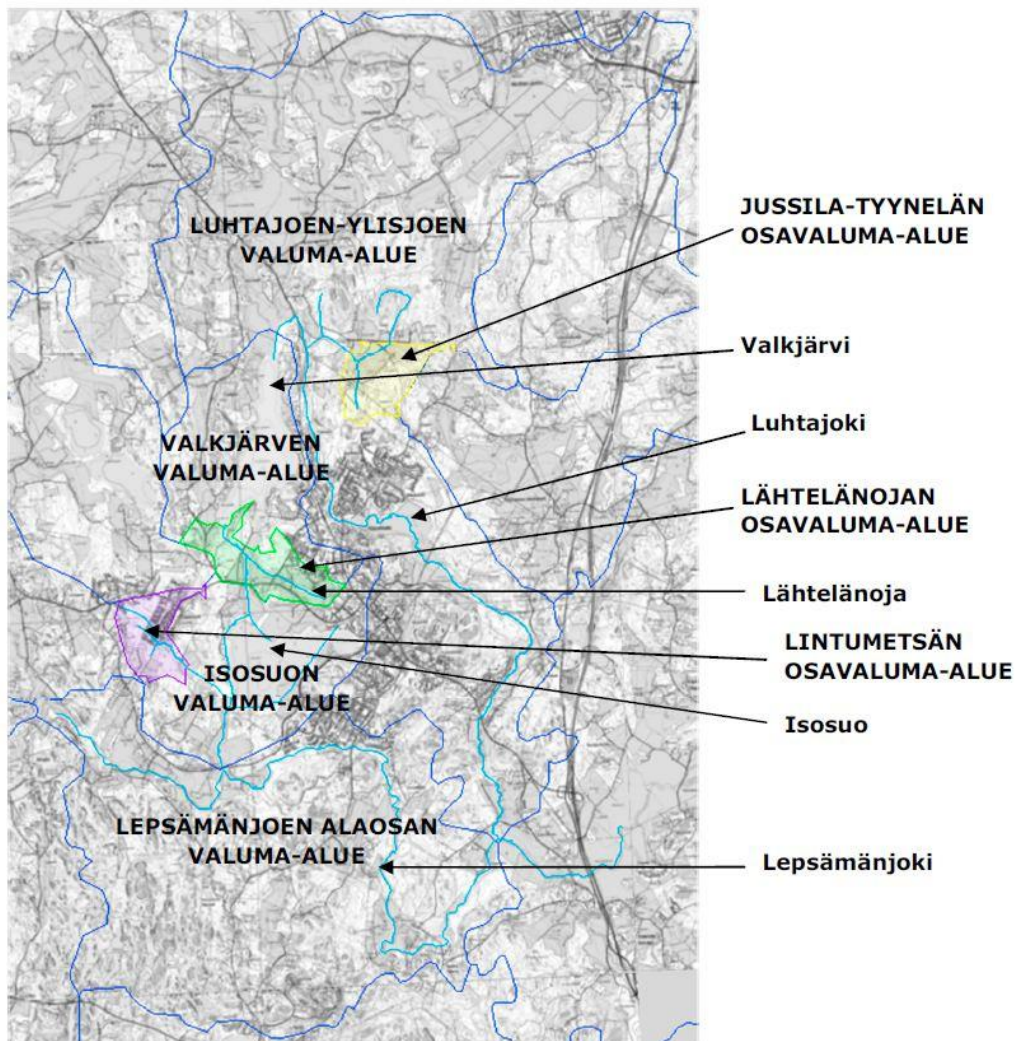 LUHTAJOEN-YLISJOEN
VALUMA-ALUE
JUSSILA-TYYNELÄN
OSAVALUMA-ALUE
Valkjärvi
Luhtajoki
VALKJÄRVEN
VALUMA-ALUE
LÄHTELÄNOJAN
OSAVALUMA-ALUE
Lähtelänoja
LINTUMETSÄN
OSAVALUMA-ALUE
ISOSUON
VALUMA-ALUE
Isosuo
LEPSÄMÄNJOEN ALAOSAN
VALUMA-ALUE
Lepsämänjoki